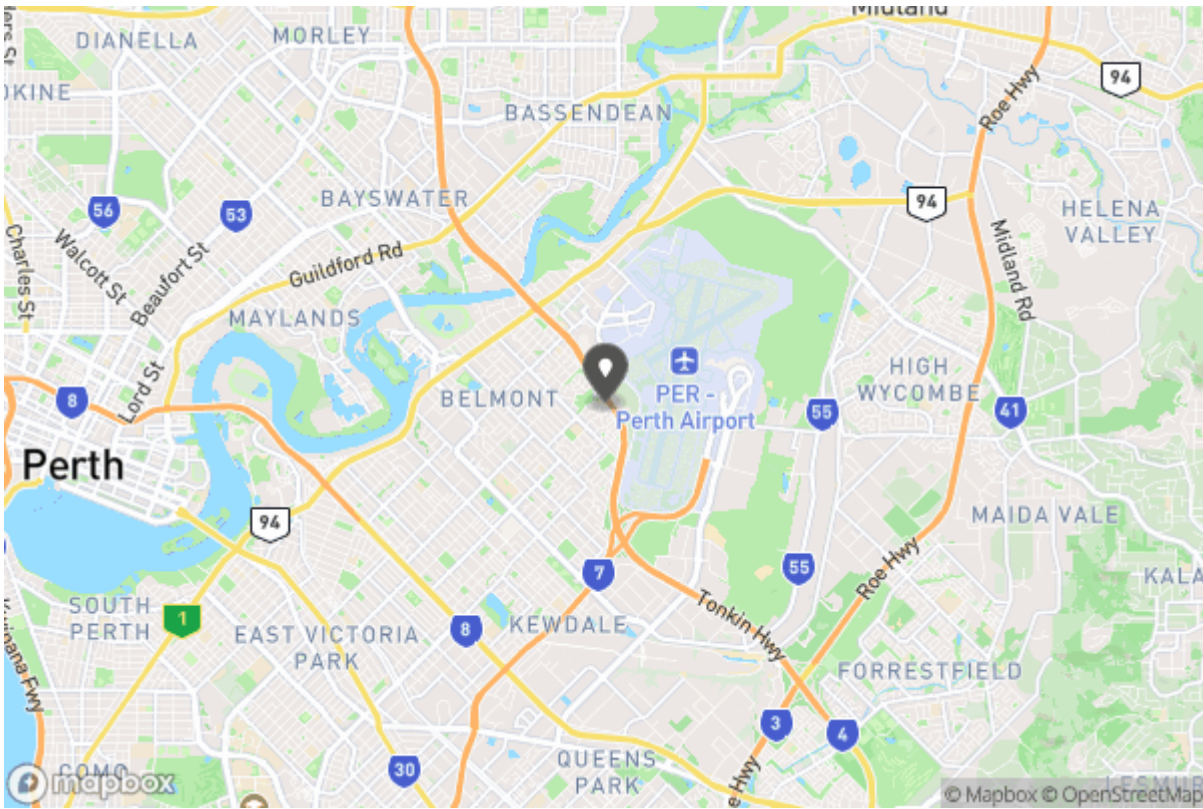 Midland
DIANELLA
MORLEY
94
Roe Hwy
BASSENDEAN
BAYSWATER
56
53
94
HELENA
VALLEY
Walcott St
Beaufort St
Charles St
Guildford Rd
Midland Rd
MAYLANDS
8
Lord St
BELMONT
PER -
Perth Airport
HIGH
WYCOMBE
55
41
Perth
94
MAIDA VALE
7
55
Roe Hwy
SOUTH
PERTH
1
EAST VICTORIA
PARK
8
KEWDALE
Tonkin Hwy
FORRESTFIELD
Kwinana Fwy
3
4
COMO
30
QUEENS
PARK
mapbox
© Mapbox © OpenStreetMap